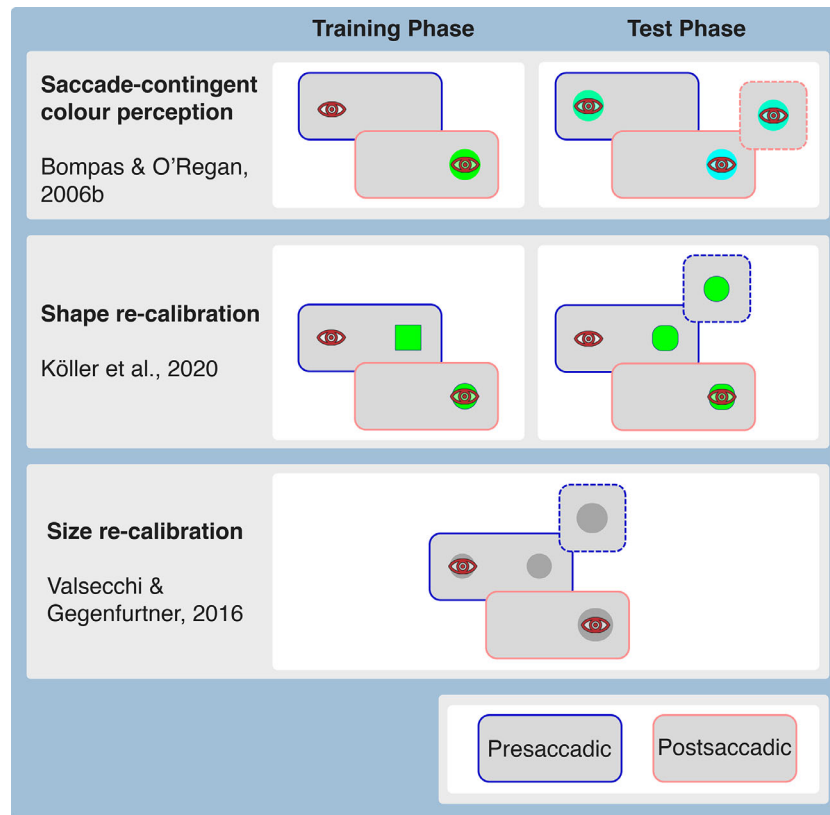 Training Phase
Test Phase
Saccade-contingent
colour perception
Bompas & O'Regan,
2006b
Shape re-calibration
Köller et al., 2020
Size re-calibration
Valsecchi &
Gegenfurtner, 2016
Presaccadic
Postsaccadic